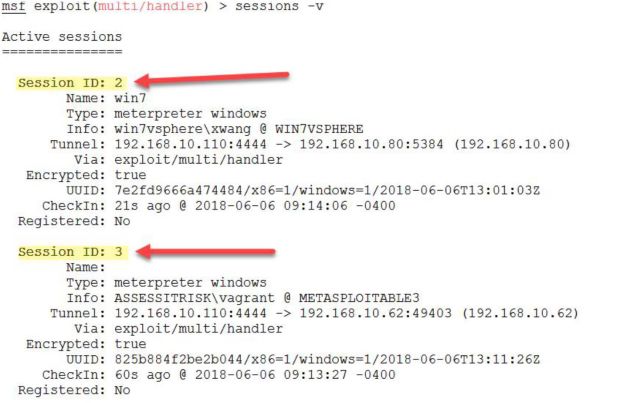 msf exploit(multi/handler) > sessions -v
Active sessions
===============
Session ID: 2
Name: win7
Type: meterpreter windows
Info: win7vsphere\xwang @ WIN7VSPHERE
Tunnel: 192.168.10.110:4444 -> 192.168.10.80:5384 (192.168.10.80)
Via: exploit/multi/handler
Encrypted: true
UUID: 7e2fd9666a474484/x86=1/windows=1/2018-06-06T13:01:03Z
CheckIn: 21s ago @ 2018-06-06 09:14:06 -0400
Registered: No
Session ID: 3
Name:
Type: meterpreter windows
Info: ASSESSITRISK\vagrant @ METASPLOITABLE3
Tunnel: 192.168.10.110:4444 -> 192.168.10.62:49403 (192.168.10.62)
Via: exploit/multi/handler
Encrypted: true
UUID: 825b884f2be2b044/x86=1/windows=1/2018-06-06T13:11:26Z
CheckIn: 60s ago @ 2018-06-06 09:13:27 -0400
Registered: No